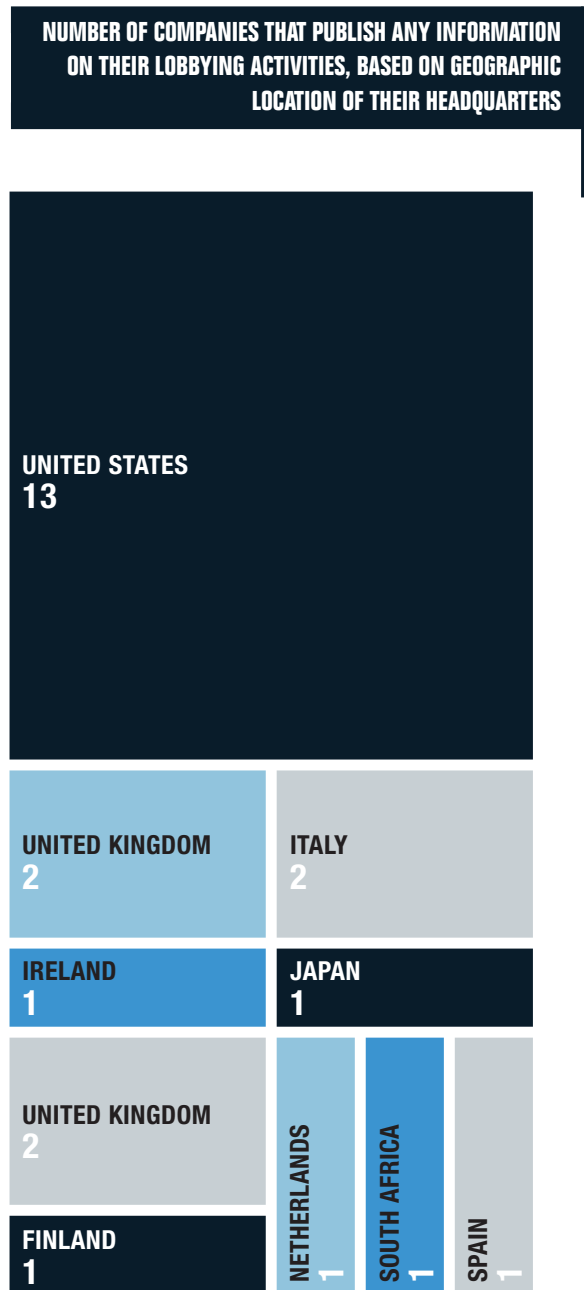 NUMBER OF COMPANIES THAT PUBLISH ANY INFORMATION
ON THEIR LOBBYING ACTIVITIES, BASED ON GEOGRAPHIC
LOCATION OF THEIR HEADQUARTERS
UNITED STATES
13
UNITED KINGDOM
2
ITALY
2
IRELAND
1
JAPAN
1
UNITED KINGDOM
2
FINLAND
1
NETHERLANDS
1
SOUTH AFRICA
1
SPAIN
1